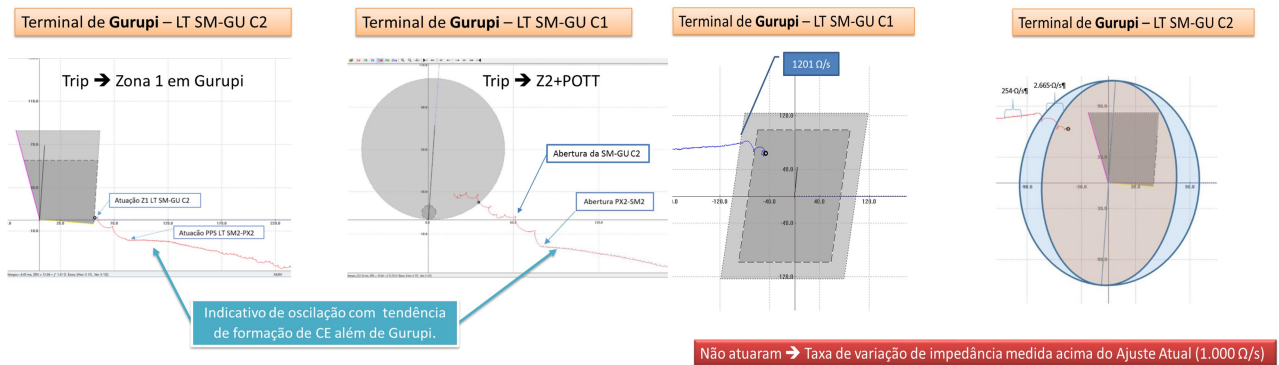 Terminal de Gurupi – LT SM-GU C2
Terminal de Gurupi – LT SM-GU C1
Terminal de Gurupi – LT SM-GU C1
Terminal de Gurupi – LT SM-GU C2
Trip ➔ Zona 1 em Gurupi
Atuação Z1 LT SM-GU C2
Atuação PPS LT SM2-PX2
Trip ➔ Z2+POTT
Abertura da SM-GU C2
Abertura PX2-SM2
1201 Ω/s
120.0
40.0
0.0
-120.0
-40.0
40.0
120.0
-40.0
-120.0
254·Ω/s¶
2.665·Ω/s¶
Indicativo de oscilação com tendência
de formação de CE além de Gurupi.
Não atuaram ➔ Taxa de variação de impedância medida acima do Ajuste Atual (1.000 Ω/s)